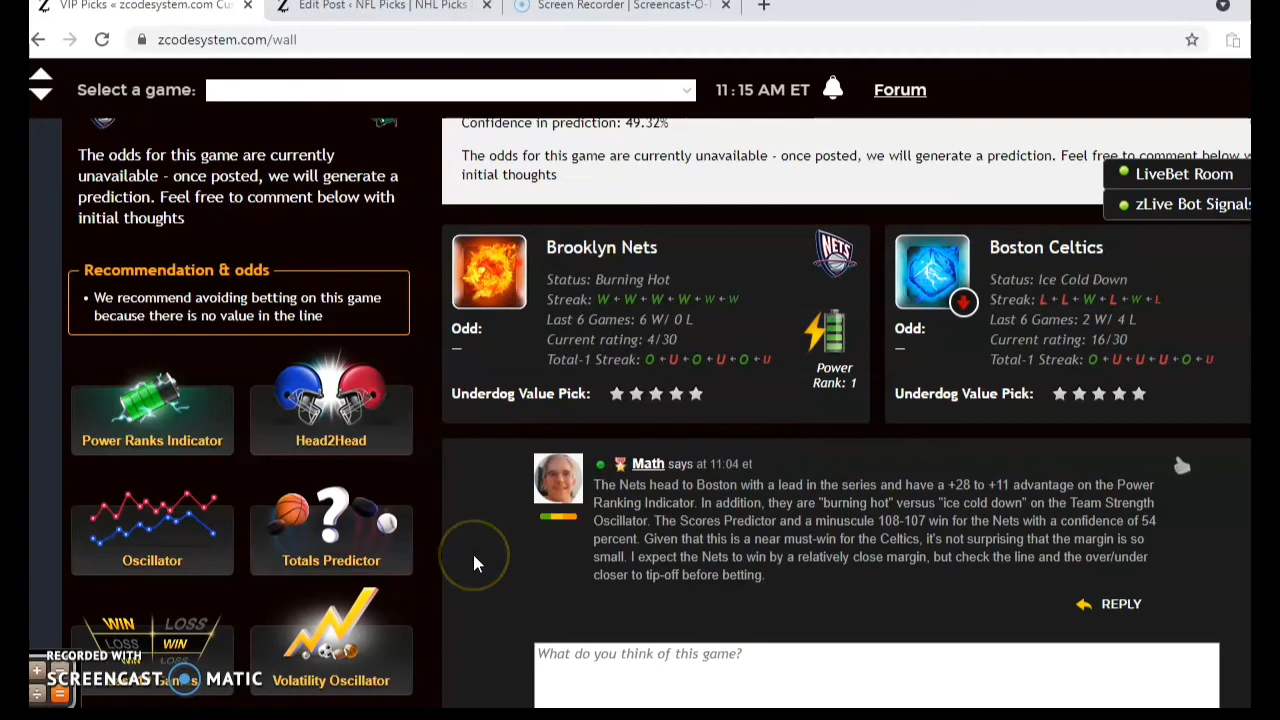 VIP Picks « zcodesystem.com Cus
Edit Post ‹ NFL Picks | NHL Picks
Screen Recorder | Screencast-O-
zcodesystem.com/wall
Select a game:
11:15 AM ET
Forum
The odds for this game are currently
unavailable - once posted, we will generate a
prediction. Feel free to comment below with
initial thoughts
Recommendation & odds
• We recommend avoiding betting on this game
because there is no value in the line
Power Ranks Indicator
Head2Head
Oscillator
Totals Predictor
WIN LOSS
LOSS WIN
WIN LOSS
Volatility Oscillator
RECORDED WITH
SCREENCAST MATIC
Confidence in prediction: 49.32%
The odds for this game are currently unavailable - once posted, we will generate a prediction. Feel free to comment below w
initial thoughts
LiveBet Room
zLive Bot Signals
Brooklyn Nets
NETS
Status: Burning Hot
Streak: W ← W ← W ← W ← W ← W
Last 6 Games: 6 W/ 0 L
Odd:
—
Current rating: 4/30
Total-1 Streak: O ← U ← O ← U ← O ← U
Power
Rank: 1
Underdog Value Pick:
Boston Celtics
Status: Ice Cold Down
Streak: L ← L ← W ← L ← W ← L
Last 6 Games: 2 W/ 4 L
Odd:
—
Current rating: 16/30
Total-1 Streak: O ← U ← U ← U ← O ← U
Underdog Value Pick:
Math says at 11:04 et
The Nets head to Boston with a lead in the series and have a +28 to +11 advantage on the Power
Ranking Indicator. In addition, they are "burning hot" versus "ice cold down" on the Team Strength
Oscillator. The Scores Predictor and a minuscule 108-107 win for the Nets with a confidence of 54
percent. Given that this is a near must-win for the Celtics, it's not surprising that the margin is so
small. I expect the Nets to win by a relatively close margin, but check the line and the over/under
closer to tip-off before betting.
REPLY
What do you think of this game?